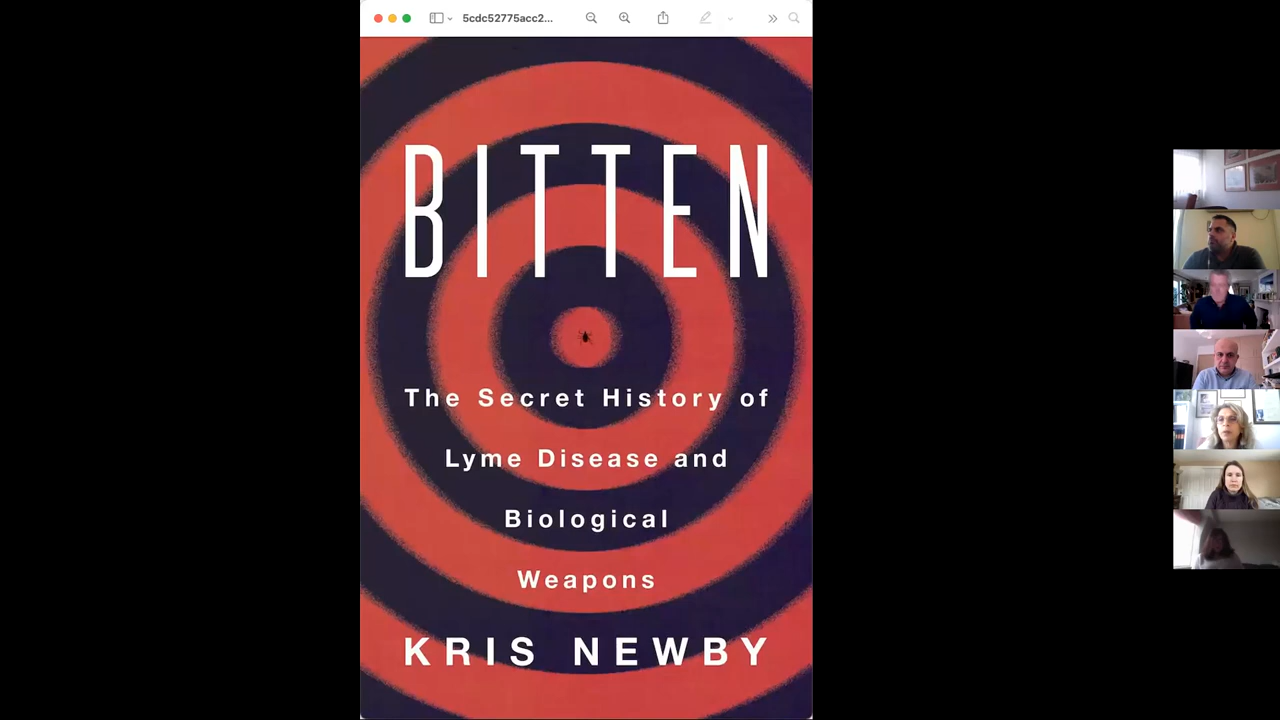 5cdc52775acc2...
BITTEN
The Secret History of
Lyme Disease and
Biological
Weapons
KRIS NEWBY